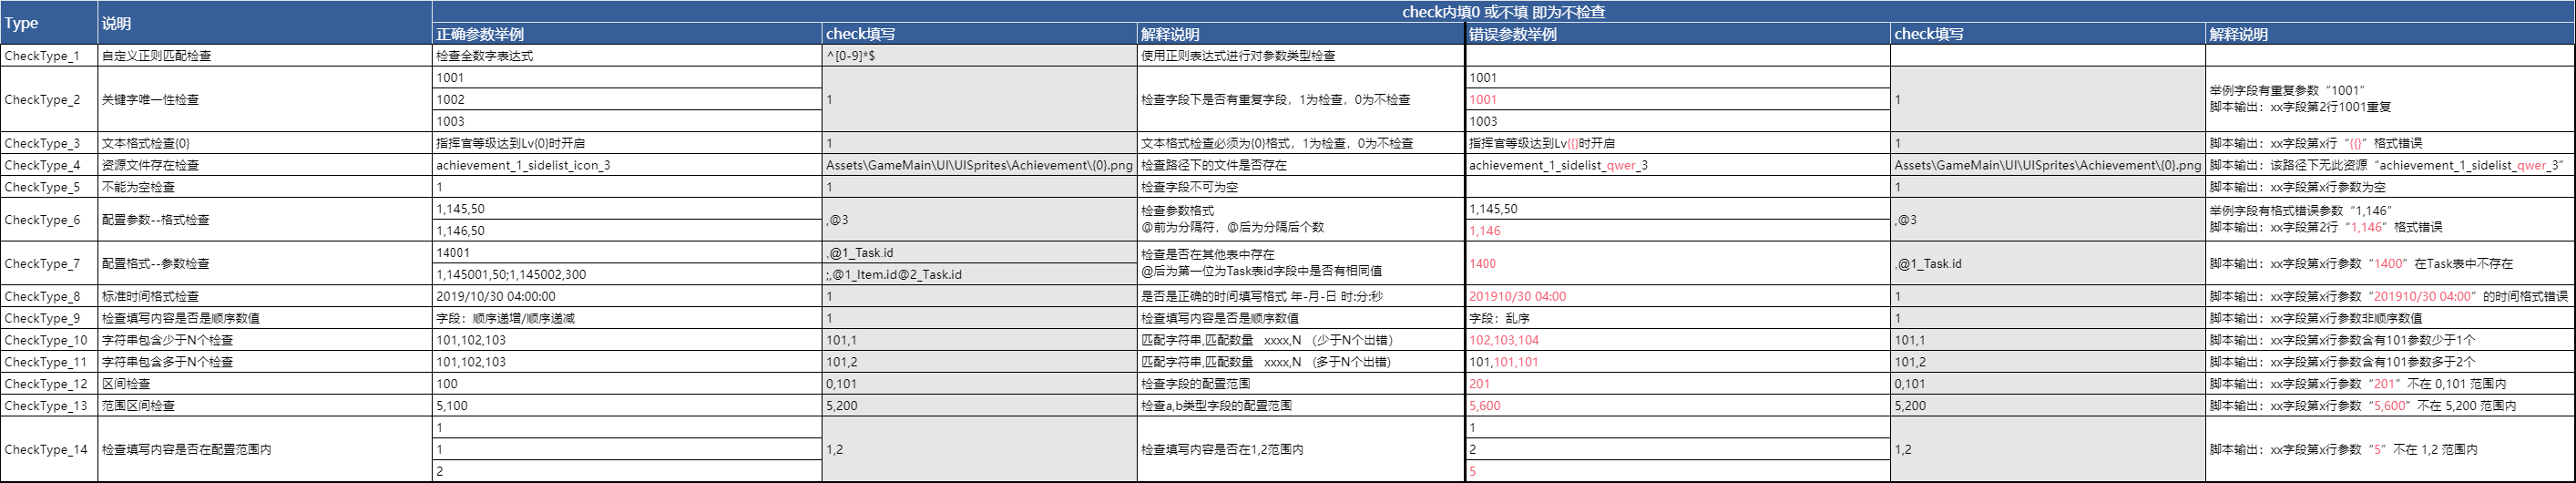 Type
说明
check内填0 或不填 即为不检查
正确参数举例
check填写
解释说明
错误参数举例
check填写
解释说明
CheckType_1
自定义正则匹配检查
检查全数字表达式
^[0-9]*$
使用正则表达式进行对参数类型检查
CheckType_2
关键字唯一性检查
1001
1002
1003
1
检查字段下是否有重复字段，1为检查，0为不检查
1001
1001
1003
1
举例字段有重复参数“1001”
脚本输出：xx字段第2行1001重复
CheckType_3
文本格式检查{0}
指挥官等级达到Lv{0}时开启
1
文本格式检查必须为{0}格式，1为检查，0为不检查
指挥官等级达到Lv{{}时开启
1
脚本输出：xx字段第x行“{{}”格式错误
CheckType_4
资源文件存在检查
achievement_1_sidelist_icon_3
Assets\GameMain\UI\UISprites\Achievement\{0}.png
检查路径下的文件是否存在
achievement_1_sidelist_qwer_3
Assets\GameMain\UI\UISprites\Achievement\{0}.png
脚本输出：该路径下无此资源“achievement_1_sidelist_qwer_3”
CheckType_5
不能为空检查
1
1
检查字段不可为空
1
脚本输出：xx字段第x行参数为空
CheckType_6
配置参数--格式检查
1,145,50
1,146,50
,@3
检查参数格式
@前为分隔符，@后为分隔后个数
1,145,50
1,146
,@3
举例字段有格式错误参数“1,146”
脚本输出：xx字段第2行“1,146”格式错误
CheckType_7
配置格式--参数检查
14001
1,145001,50;1,145002,300
,@1_Task.id
;,@1_Item.id@2_Task.id
检查是否在其他表中存在
@后为第一位为Task表id字段中是否有相同值
1400
,@1_Task.id
脚本输出：xx字段第x行参数“1400”在Task表中不存在
CheckType_8
标准时间格式检查
2019/10/30 04:00:00
1
是否是正确的时间填写格式 年-月-日 时:分:秒
201910/30 04:00
1
脚本输出：xx字段第x行参数“201910/30 04:00”的时间格式错误
CheckType_9
检查填写内容是否是顺序数值
字段：顺序递增/顺序递减
1
检查填写内容是否是顺序数值
字段：乱序
1
脚本输出：xx字段第x行参数非顺序数值
CheckType_10
字符串包含少于N个检查
101,102,103
101,1
匹配字符串,匹配数量 xxxx,N （少于N个出错）
102,103,104
101,1
脚本输出：xx字段第x行参数含有101参数少于1个
CheckType_11
字符串包含多于N个检查
101,102,103
101,2
匹配字符串,匹配数量 xxxx,N （多于N个出错）
101,101,101
101,2
脚本输出：xx字段第x行参数含有101参数多于2个
CheckType_12
区间检查
100
0,101
检查字段的配置范围
201
0,101
脚本输出：xx字段第x行参数“201”不在 0,101 范围内
CheckType_13
范围区间检查
5,100
5,200
检查a,b类型字段的配置范围
5,600
5,200
脚本输出：xx字段第x行参数“5,600”不在 5,200 范围内
CheckType_14
检查填写内容是否在配置范围内
1
1
2
1,2
检查填写内容是否在1,2范围内
1
2
5
1,2
脚本输出：xx字段第x行参数“5”不在 1,2 范围内